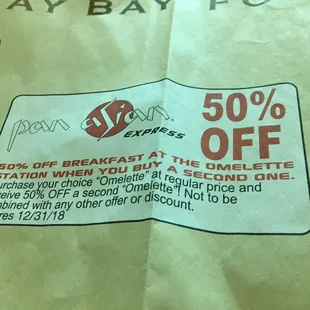 AY BAY FO
pan asian
EXPRESS
50%
OFF
50% OFF BREAKFAST AT THE OMELETTE
STATION WHEN YOU BUY A SECOND ONE.
urchase your choice "Omelette" at regular price and
ceive 50% OFF a second "Omelette"! Not to be
bined with any other offer or discount.
res 12/31/18